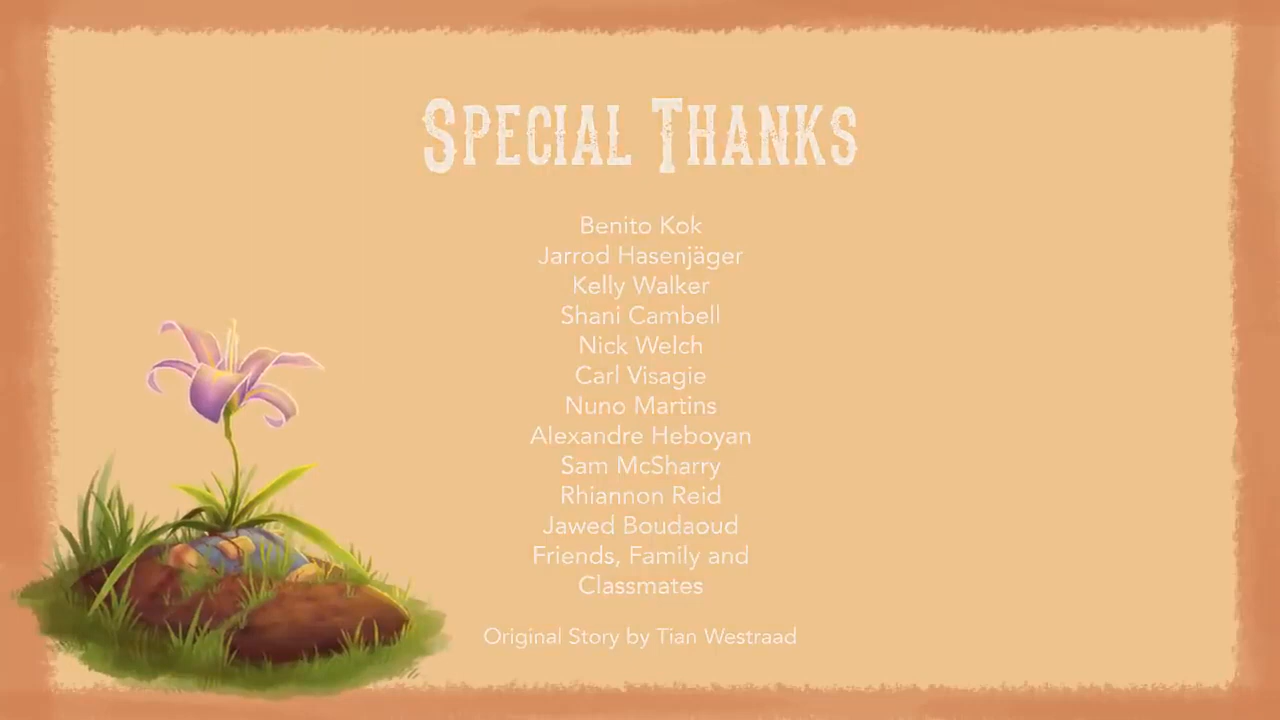 Special Thanks
Benito Kok
Jarrod Hasenjäger
Kelly Walker
Shani Cambell
Nick Welch
Carl Visagie
Nuno Martins
Alexandre Heboyan
Sam McSharry
Rhiannon Reid
Jawed Boudaoud
Friends, Family and
Classmates
Original Story by Tian Westraad